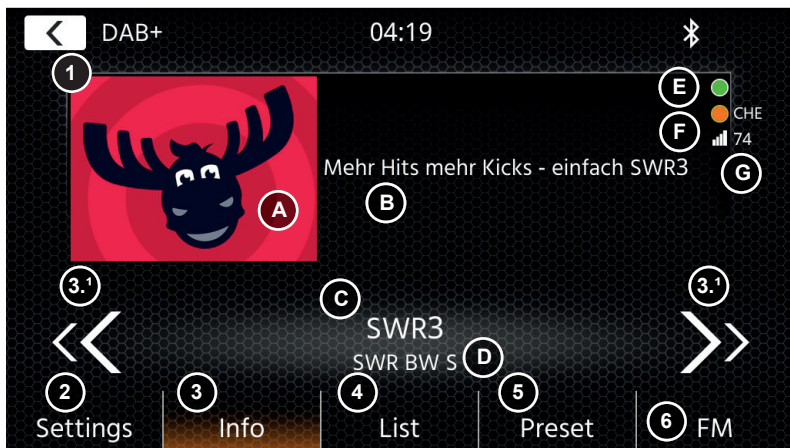 DAB+ 04:19
1
E
F CHE
74
G
Mehr Hits mehr Kicks - einfach SWR3
A
B
3.¹ 3.¹
C
SWR3
SWR BW S D
2 3 4 5 6
Settings Info List Preset FM